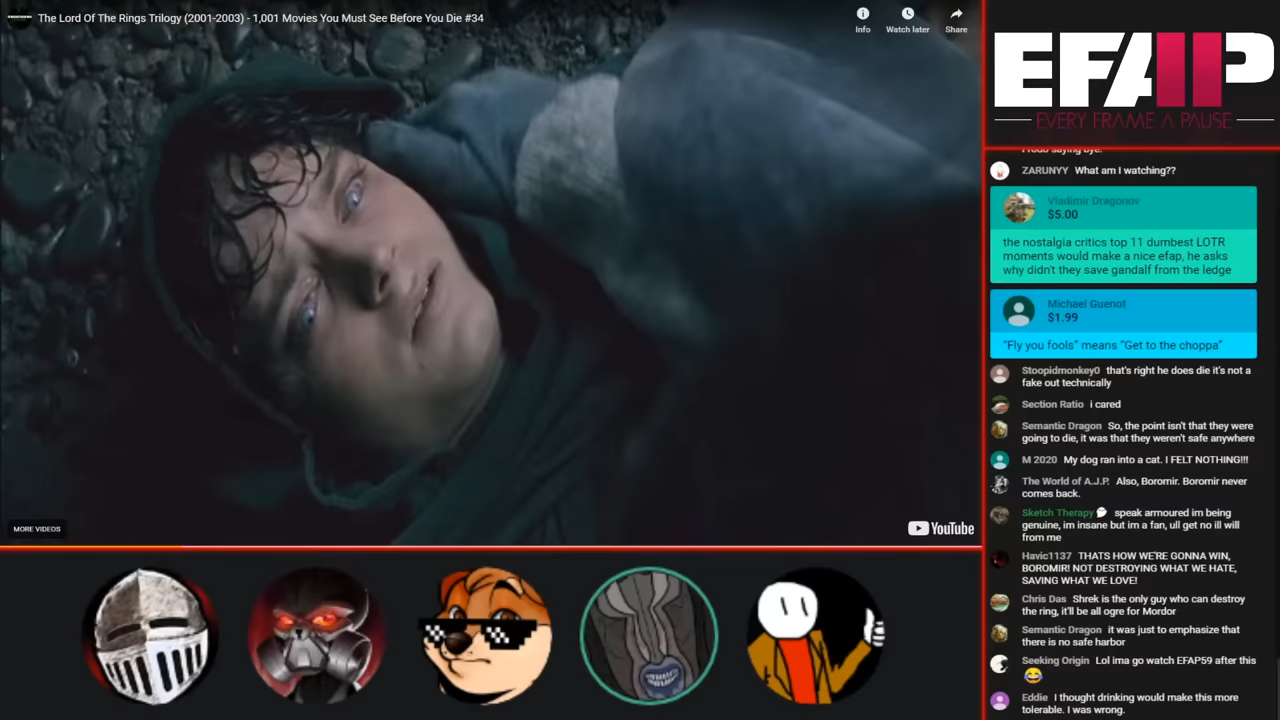 The Lord Of The Rings Trilogy (2001-2003) - 1,001 Movies You Must See Before You Die #34
Info
Watch later
Share
MORE VIDEOS
YouTube
EFAP
EVERY FRAME A PAUSE
Frodo saying bye.
ZARUNYY What am I watching??
Vladimir Dragonov
$5.00
the nostalgia critics top 11 dumbest LOTR
moments would make a nice efap, he asks
why didn't they save gandalf from the ledge
Michael Guenot
$1.99
"Fly you fools" means "Get to the choppa"
Stoopidmonkey0 that's right he does die it's not a
fake out technically
Section Ratio i cared
Semantic Dragon So, the point isn't that they were
going to die, it was that they weren't safe anywhere
M 2020 My dog ran into a cat. I FELT NOTHING!!!
The World of A.J.P. Also, Boromir. Boromir never
comes back.
Sketch Therapy speak armoured im being
genuine, im insane but im a fan, ull get no ill will
from me
Havic1137 THATS HOW WE'RE GONNA WIN,
BOROMIR! NOT DESTROYING WHAT WE HATE,
SAVING WHAT WE LOVE!
Chris Das Shrek is the only guy who can destroy
the ring, it'll be all ogre for Mordor
Semantic Dragon it was just to emphasize that
there is no safe harbor
Seeking Origin Lol ima go watch EFAP59 after this
Eddie I thought drinking would make this more
tolerable. I was wrong.